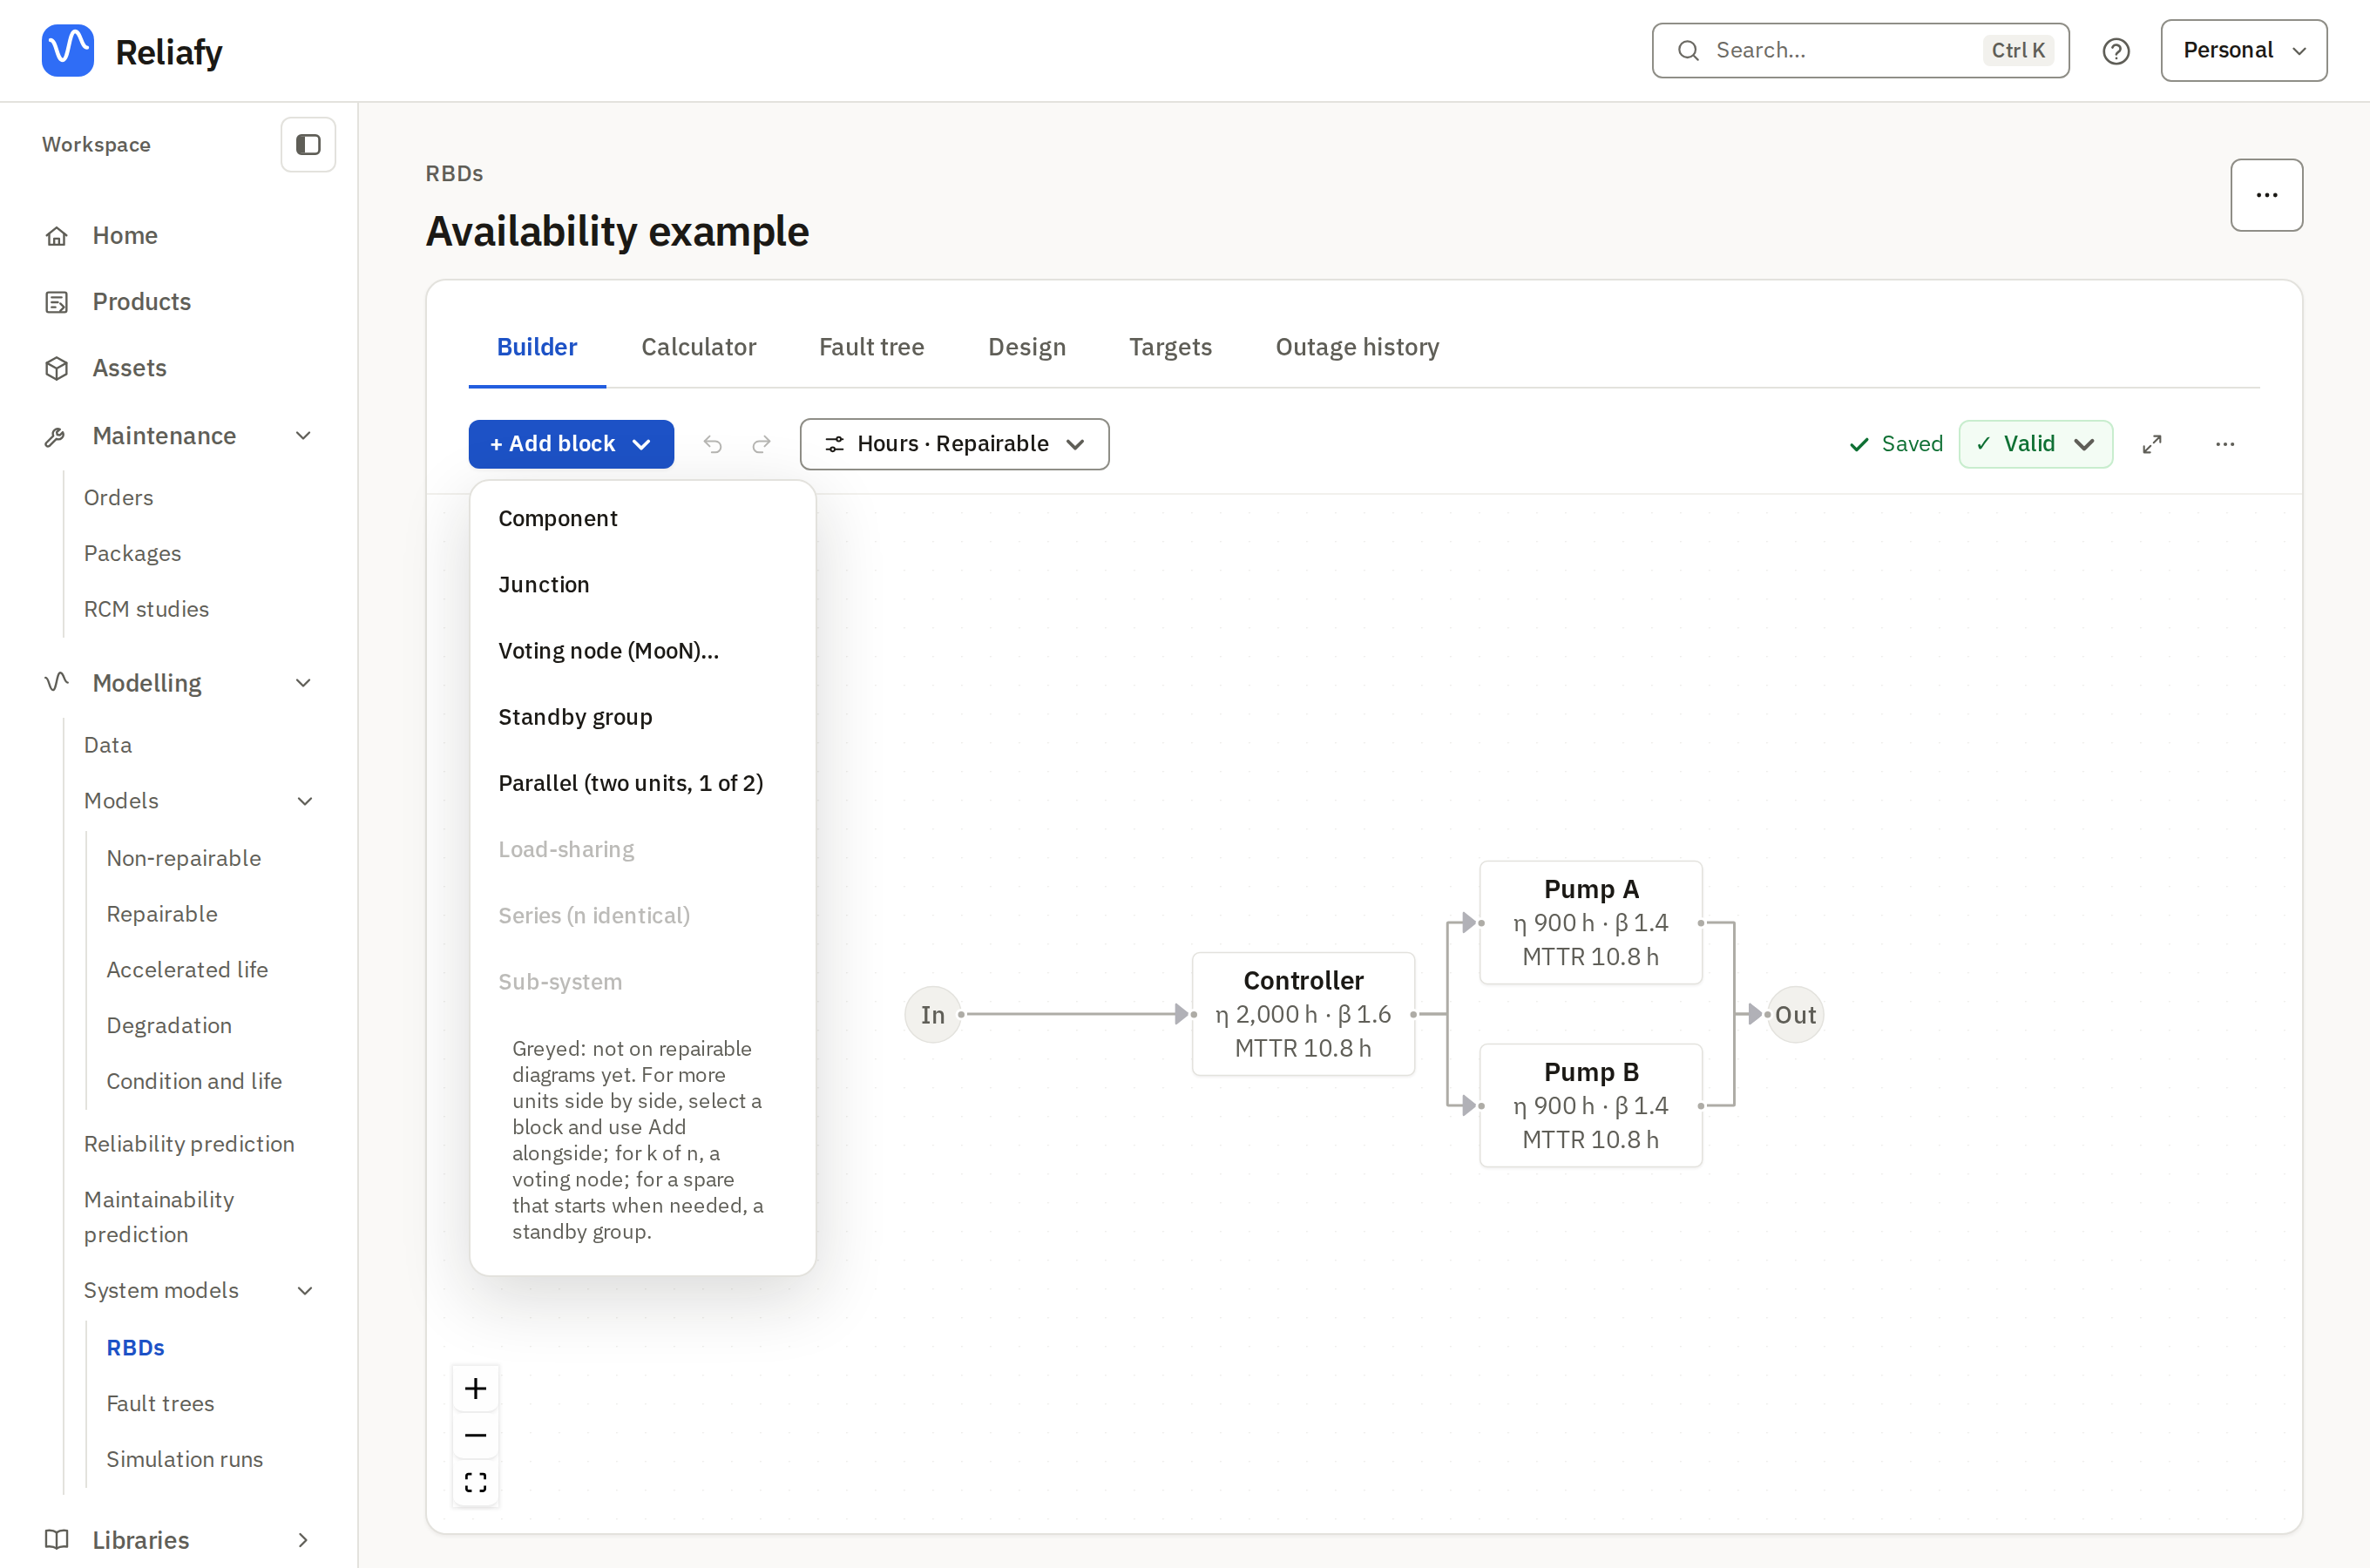 Reliafy
Search...
Ctrl K
Personal
Workspace
Home
Products
Assets
Maintenance
Orders
Packages
RCM studies
Modelling
Data
Models
Non-repairable
Repairable
Accelerated life
Degradation
Condition and life
Reliability prediction
Maintainability
prediction
System models
RBDs
Fault trees
Simulation runs
Libraries
RBDs
Availability example
Builder
Calculator
Fault tree
Design
Targets
Outage history
+ Add block
Hours · Repairable
Saved
✓ Valid
Component
Junction
Voting node (MooN)...
Standby group
Parallel (two units, 1 of 2)
Load-sharing
Series (n identical)
Sub-system
Greyed: not on repairable
diagrams yet. For more
units side by side, select a
block and use Add
alongside; for k of n, a
voting node; for a spare
that starts when needed, a
standby group.
In
Controller
η 2,000 h · β 1.6
MTTR 10.8 h
Pump A
η 900 h · β 1.4
MTTR 10.8 h
Pump B
η 900 h · β 1.4
MTTR 10.8 h
Out